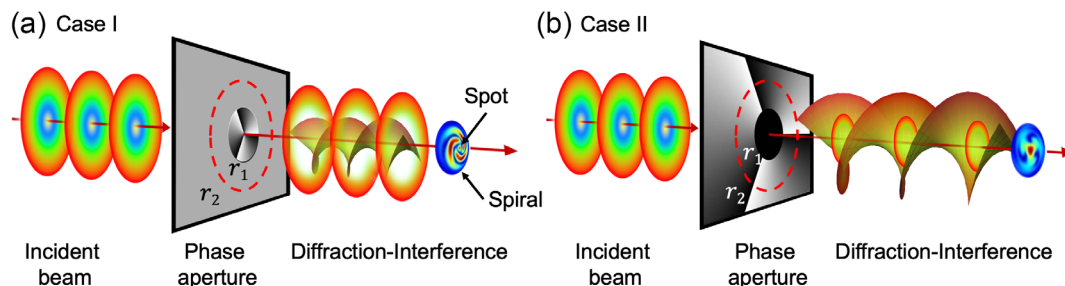 (a) Case I
Spot
r₁
r₂
Spiral
Incident beam
Phase aperture
Diffraction-Interference
(b) Case II
r₁
r₂
Incident beam
Phase aperture
Diffraction-Interference